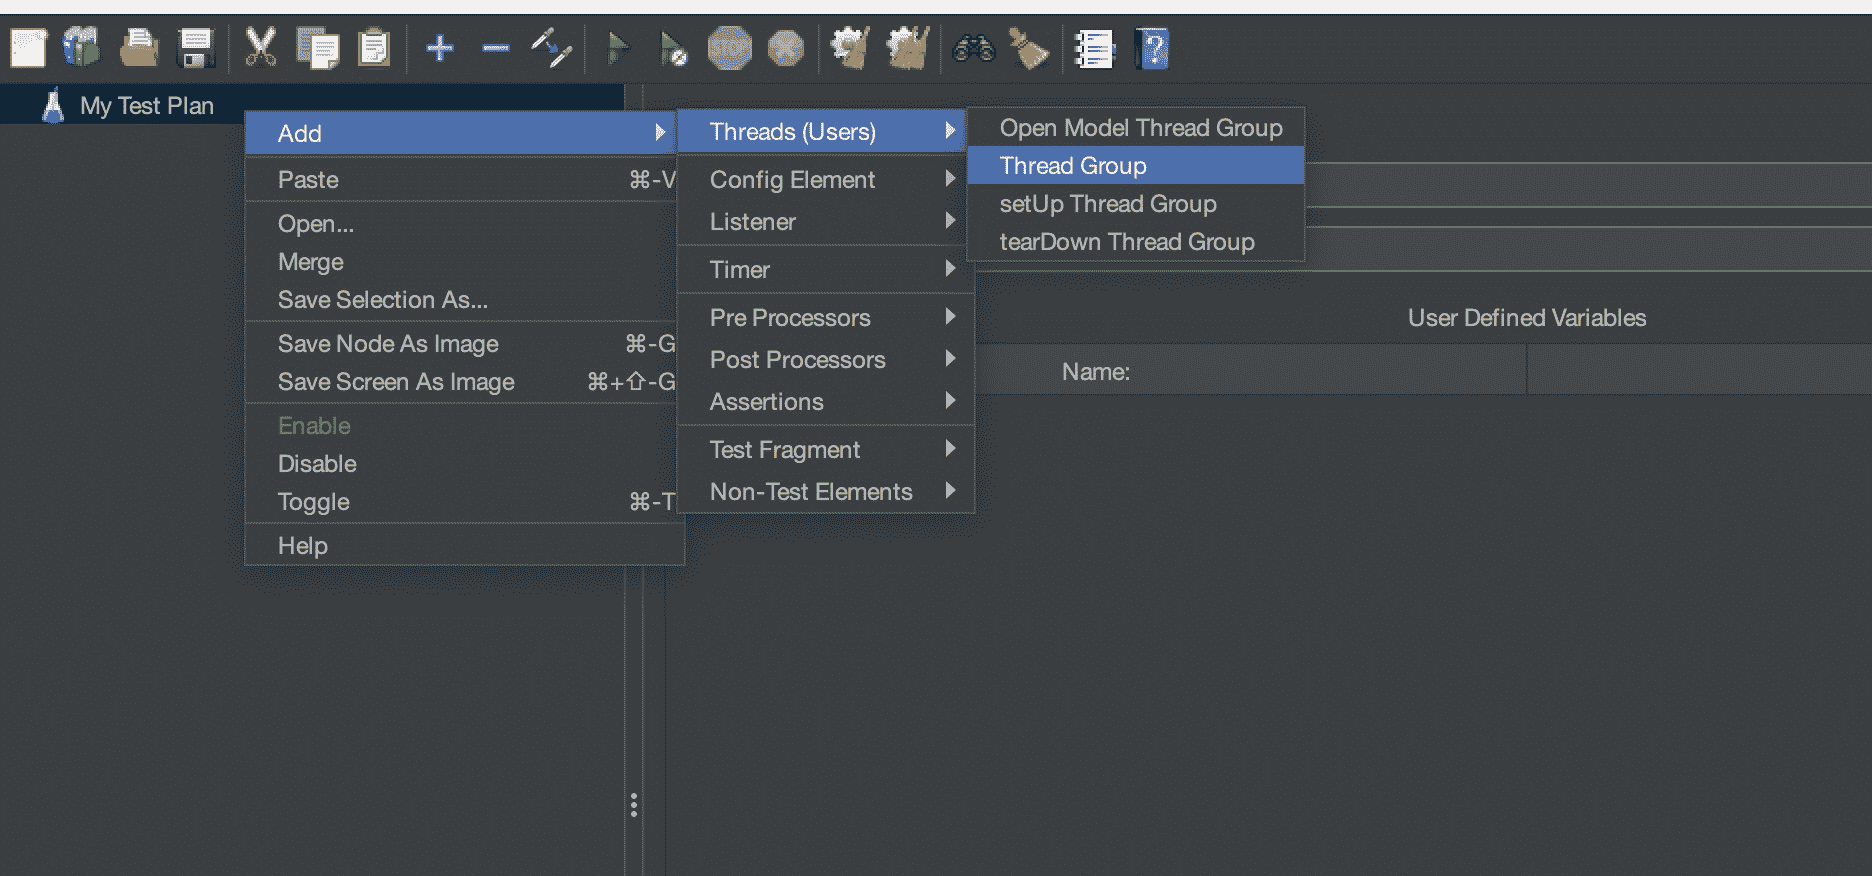 My Test Plan
Add
Paste ⌘-V
Open...
Merge
Save Selection As...
Save Node As Image ⌘-G
Save Screen As Image ⌘+⇧-G
Enable
Disable
Toggle ⌘-T
Help
Threads (Users)
Config Element
Listener
Timer
Pre Processors
Post Processors
Assertions
Test Fragment
Non-Test Elements
Open Model Thread Group
Thread Group
setUp Thread Group
tearDown Thread Group
User Defined Variables
Name: